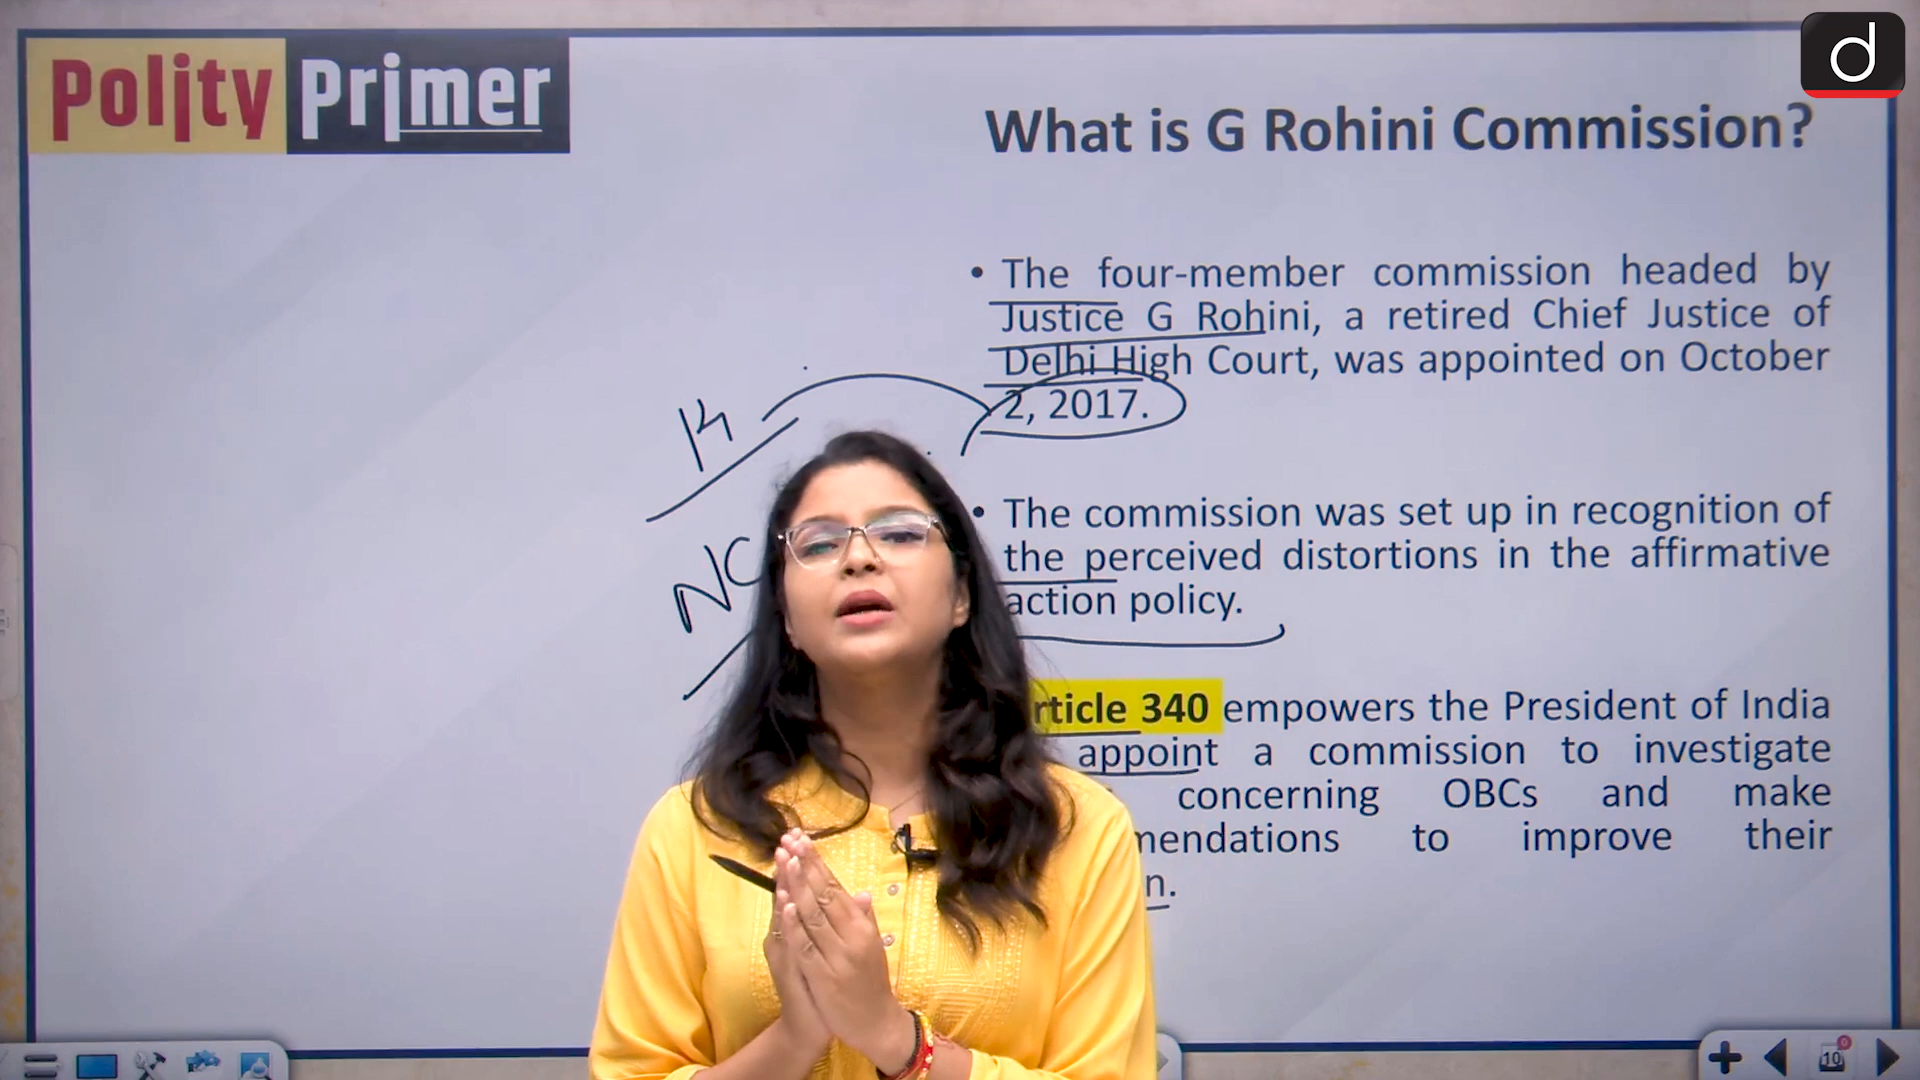 Polity Primer
d
What is G Rohini Commission?
• The four-member commission headed by
Justice G Rohini, a retired Chief Justice of
Delhi High Court, was appointed on October
2, 2017.
14
• The commission was set up in recognition of
the perceived distortions in the affirmative
action policy.
NC
rticle 340 empowers the President of India
appoint a commission to investigate
concerning OBCs and make
mendations to improve their
n.
10